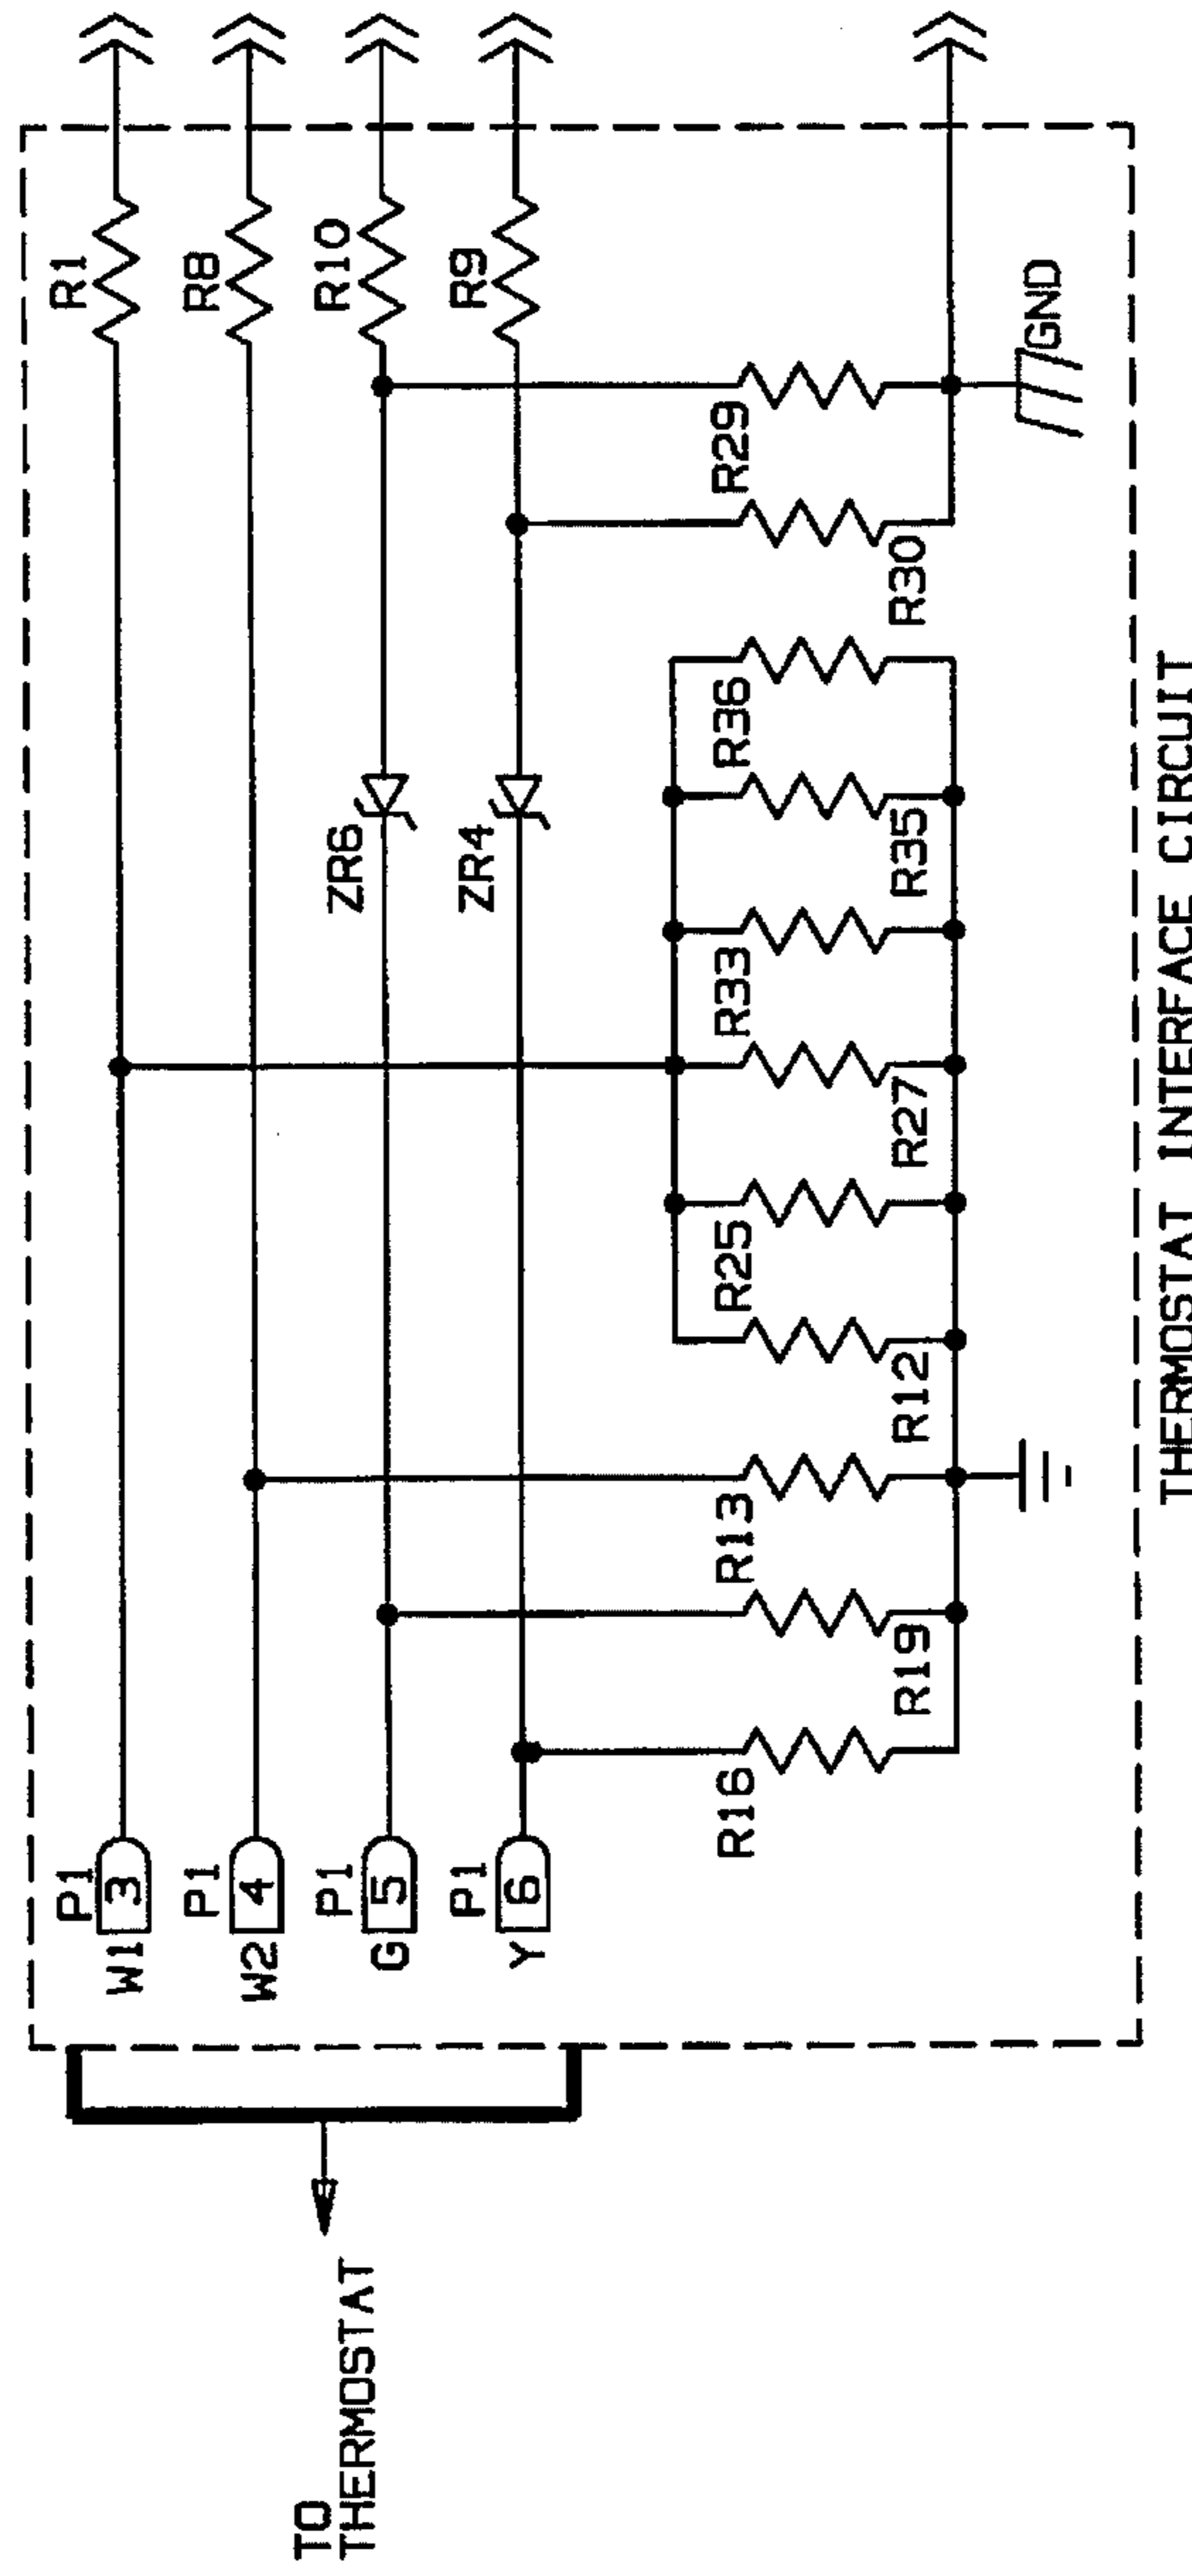 TO
THERMOSTAT
P1
3
W1
P1
4
W2
P1
5
G
P1
6
Y
R1
R8
R10
R9
ZR6
ZR4
R16
R19
R13
R12
R25
R27
R33
R35
R36
R30
R29
GND
THERMOSTAT INTERFACE CIRCUIT